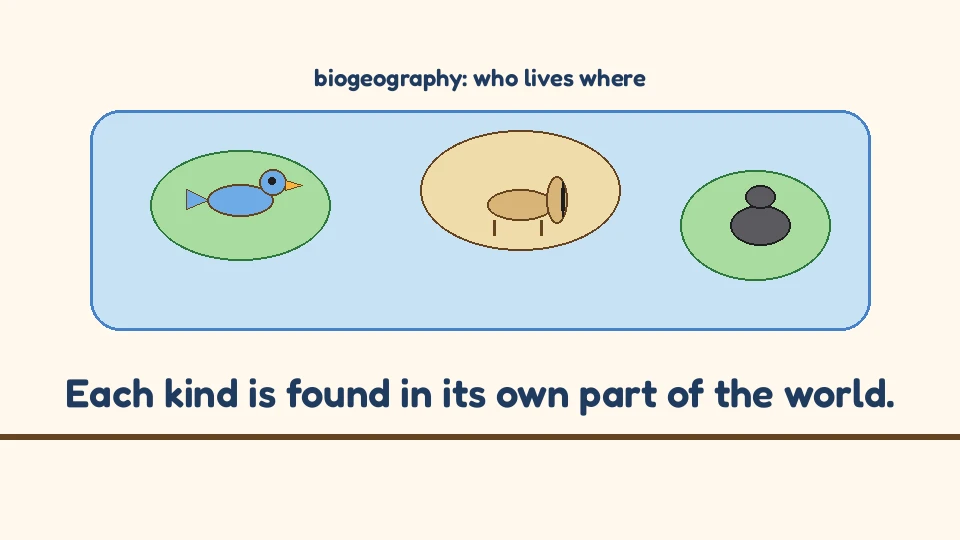 biogeography: who lives where
Each kind is found in its own part of the world.